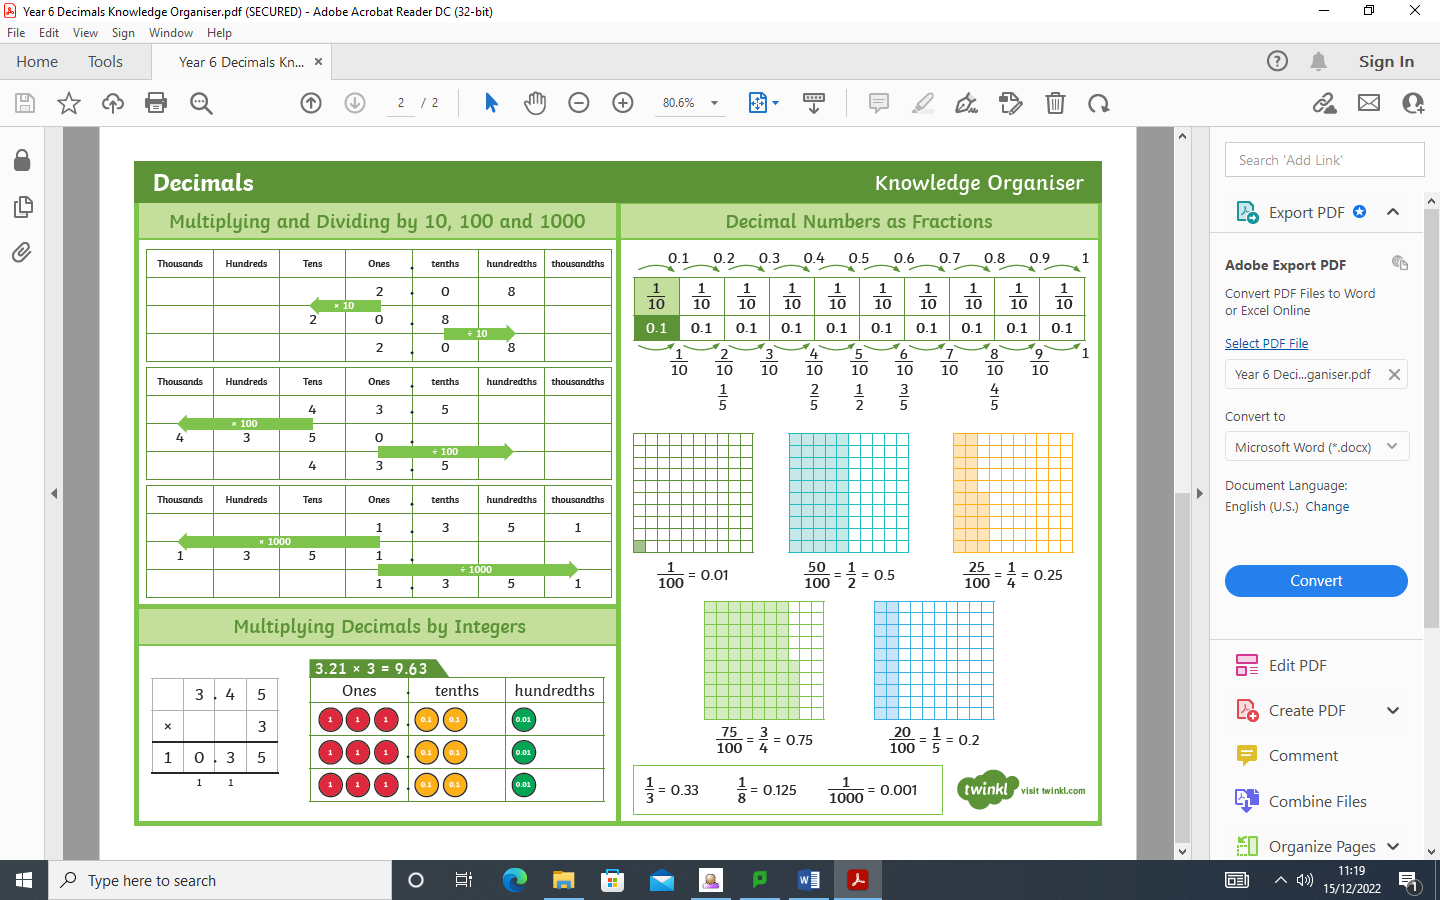 Year 6 Decimals Knowledge Organiser.pdf (SECURED) - Adobe Acrobat Reader DC (32-bit)
File Edit View Sign Window Help
Home Tools Year 6 Decimals Kn... × Sign In
2 / 2 80.6%
Decimals Knowledge Organiser
Multiplying and Dividing by 10, 100 and 1000
Thousands Hundreds Tens Ones . tenths hundredths thousandths
2 . 0 8
× 10
2 0 . 8
÷ 10
2 . 0 8
Thousands Hundreds Tens Ones . tenths hundredths thousandths
4 3 . 5
× 100
4 3 5 0 .
÷ 100
4 3 . 5
Thousands Hundreds Tens Ones . tenths hundredths thousandths
1 . 3 5 1
× 1000
1 3 5 1 .
÷ 1000
1 . 3 5 1
Multiplying Decimals by Integers
3 . 4 5
× 3
1 0 . 3 5
1 1
3.21 × 3 = 9.63
Ones . tenths hundredths
1 1 1 . 0.1 0.1 0.01
1 1 1 . 0.1 0.1 0.01
1 1 1 . 0.1 0.1 0.01
Decimal Numbers as Fractions
0.1 0.2 0.3 0.4 0.5 0.6 0.7 0.8 0.9 1
1/10 1/10 1/10 1/10 1/10 1/10 1/10 1/10 1/10 1/10
0.1 0.1 0.1 0.1 0.1 0.1 0.1 0.1 0.1 0.1
1/10 2/10 3/10 4/10 5/10 6/10 7/10 8/10 9/10 1
1/5 2/5 1/2 3/5 4/5
1/100 = 0.01 50/100 = 1/2 = 0.5 25/100 = 1/4 = 0.25
75/100 = 3/4 = 0.75 20/100 = 1/5 = 0.2
1/3 = 0.33 1/8 = 0.125 1/1000 = 0.001
twinkl visit twinkl.com
Search 'Add Link'
Export PDF
Adobe Export PDF
Convert PDF Files to Word
or Excel Online
Select PDF File
Year 6 Deci...ganiser.pdf
Convert to
Microsoft Word (*.docx)
Document Language:
English (U.S.) Change
Convert
Edit PDF
Create PDF
Comment
Combine Files
Organize Pages
Type here to search
11:19
15/12/2022
1